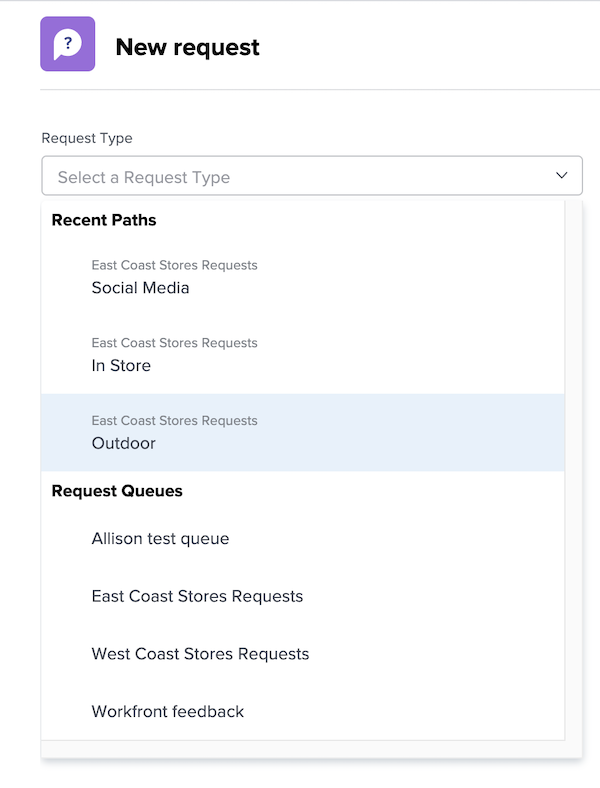 ?
New request
Request Type
Select a Request Type
Recent Paths
East Coast Stores Requests
Social Media
East Coast Stores Requests
In Store
East Coast Stores Requests
Outdoor
Request Queues
Allison test queue
East Coast Stores Requests
West Coast Stores Requests
Workfront feedback